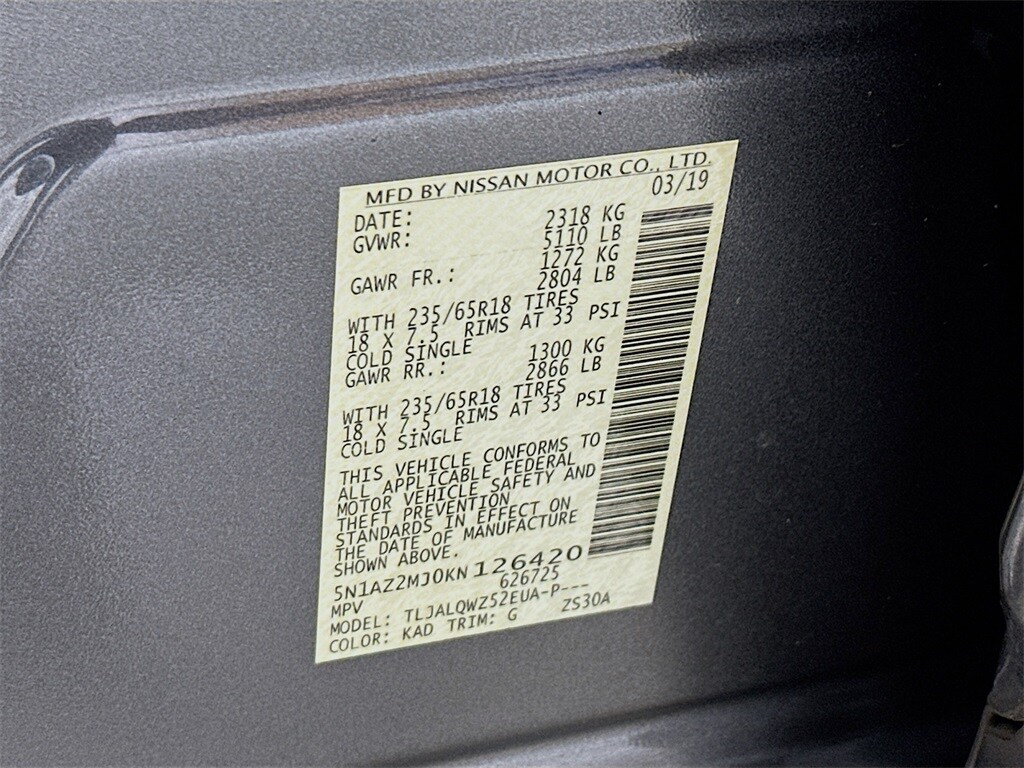 MFD BY NISSAN MOTOR CO., LTD.
DATE: 03/19
GVWR: 2318 KG
5110 LB
GAWR FR.: 1272 KG
2804 LB
WITH 235/65R18 TIRES
18 X 7.5 RIMS AT 33 PSI
COLD SINGLE
GAWR RR.: 1300 KG
2866 LB
WITH 235/65R18 TIRES
18 X 7.5 RIMS AT 33 PSI
COLD SINGLE
THIS VEHICLE CONFORMS TO
ALL APPLICABLE FEDERAL
MOTOR VEHICLE SAFETY AND
THEFT PREVENTION
STANDARDS IN EFFECT ON
THE DATE OF MANUFACTURE
SHOWN ABOVE.
5N1AZ2MJ0KN126420
MPV 626725
MODEL: TLJALQWZ52EUA-P---
COLOR: KAD TRIM: G ZS30A